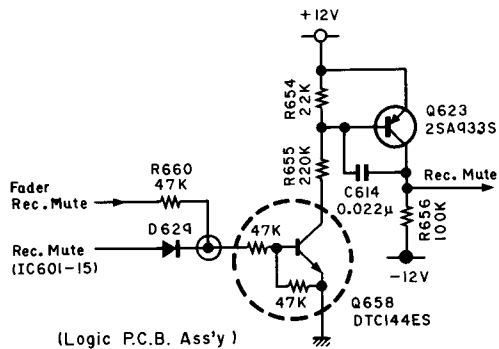 +12V
R654
22K
Q623
2SA933S
R655
220K
C614
0.022μ
Rec. Mute
R656
100K
-12V
R660
47K
Fader
Rec. Mute
D629
Rec. Mute
(IC601-15)
47K
47K
Q658
DTC144ES
(Logic P.C.B. Ass'y)